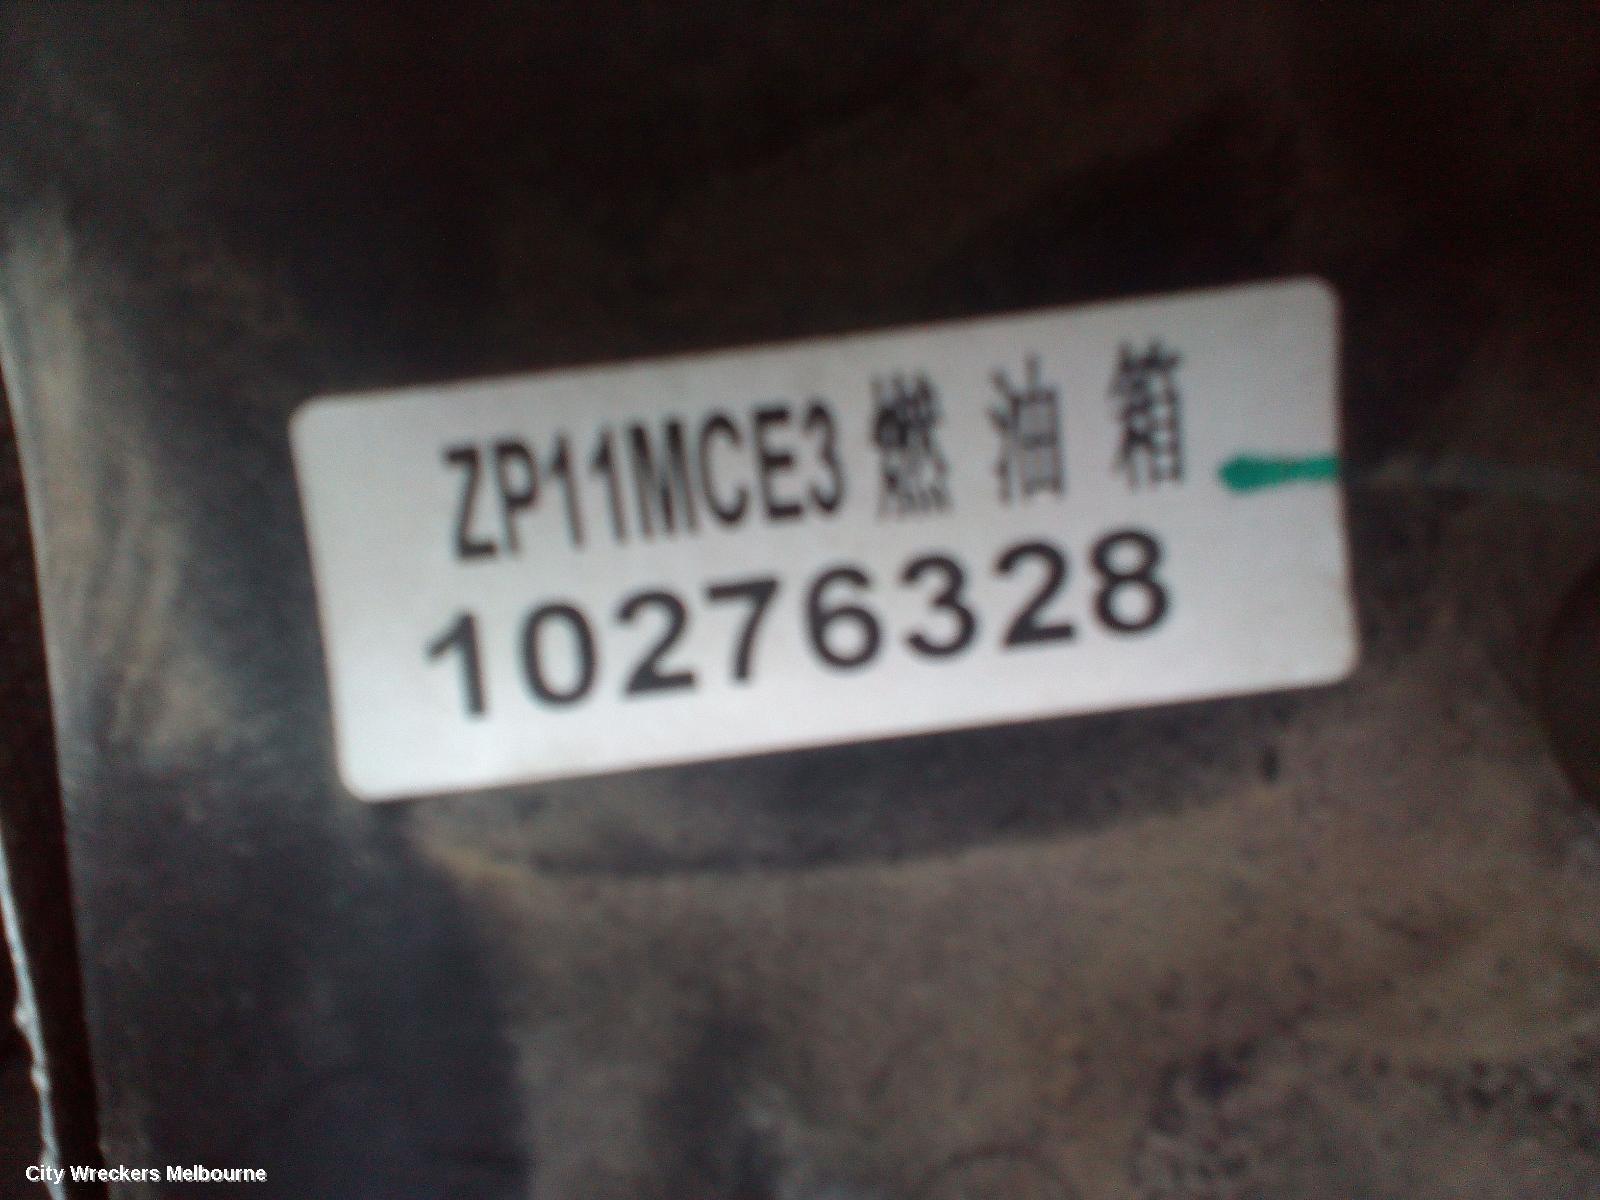 ZP11MCE3 燃油箱
10276328
City Wreckers Melbourne